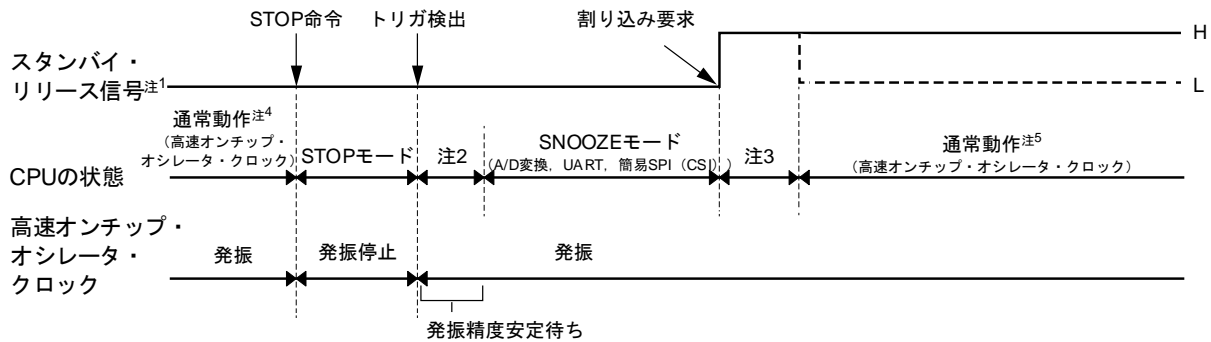 STOP命令 トリガ検出 割り込み要求
H
スタンバイ・
リリース信号注1
L
通常動作注4
（高速オンチップ・
オシレータ・クロック）
STOPモード
注2
SNOOZEモード
（A/D変換，UART，簡易SPI（CSI））
注3
通常動作注5
（高速オンチップ・オシレータ・クロック）
CPUの状態
高速オンチップ・
オシレータ・
クロック
発振 発振停止 発振
発振精度安定待ち